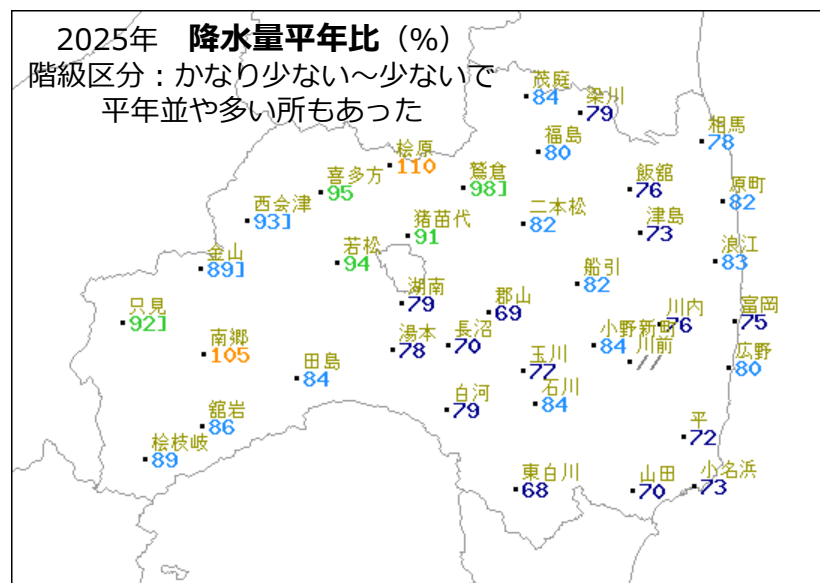 2025年　降水量平年比（%）
階級区分：かなり少ない～少ないで
平年並や多い所もあった
茂庭
84
梁川
79
相馬
78
福島
80
桧原
110
鷲倉
98]
喜多方
95
飯舘
76
原町
82
西会津
93]
猪苗代
91
二本松
82
津島
73
金山
89]
若松
94
浪江
83
船引
82
湖南
79
郡山
69
只見
92]
川内
76
富岡
75
南郷
105
湯本
78
長沼
70
小野新町
84
川前
//
広野
80
田島
84
玉川
77
石川
84
白河
79
舘岩
86
平
72
桧枝岐
89
東白川
68
山田
70
小名浜
73